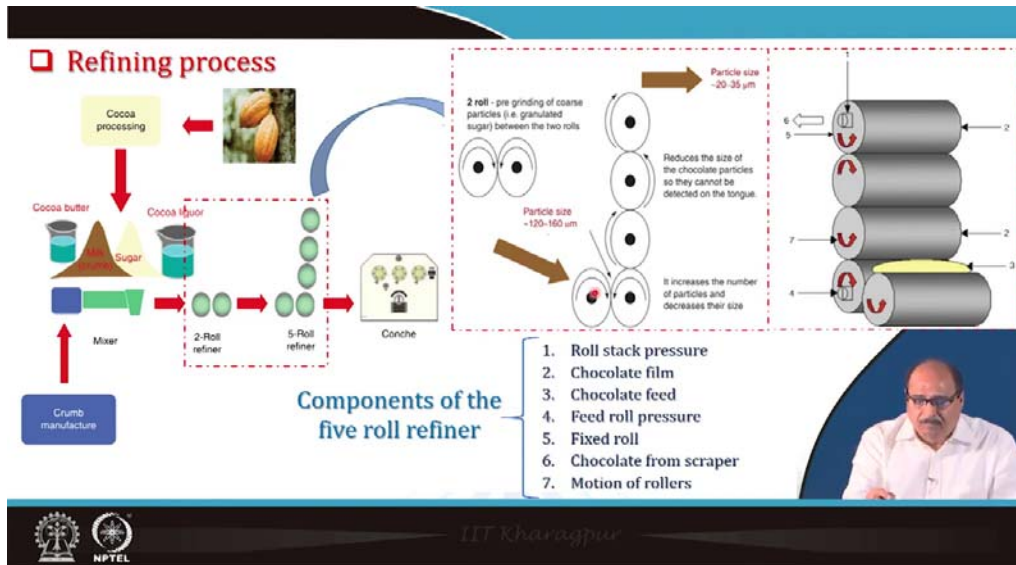 Refining process
Cocoa
processing
Cocoa butter
Cocoa liquor
Milk
(crumb)
Sugar
Mixer
2-Roll
refiner
5-Roll
refiner
Conche
Crumb
manufacture
2 roll - pre grinding of coarse
particles (i.e. granulated
sugar) between the two rolls
Particle size
~20–35 μm
Reduces the size of
the chocolate particles
so they cannot be
detected on the tongue.
Particle size
~120–160 μm
It increases the number
of particles and
decreases their size
1
2
6
5
7
2
3
4
Components of the
five roll refiner
1. Roll stack pressure
2. Chocolate film
3. Chocolate feed
4. Feed roll pressure
5. Fixed roll
6. Chocolate from scraper
7. Motion of rollers
NPTEL
IIT Kharagpur